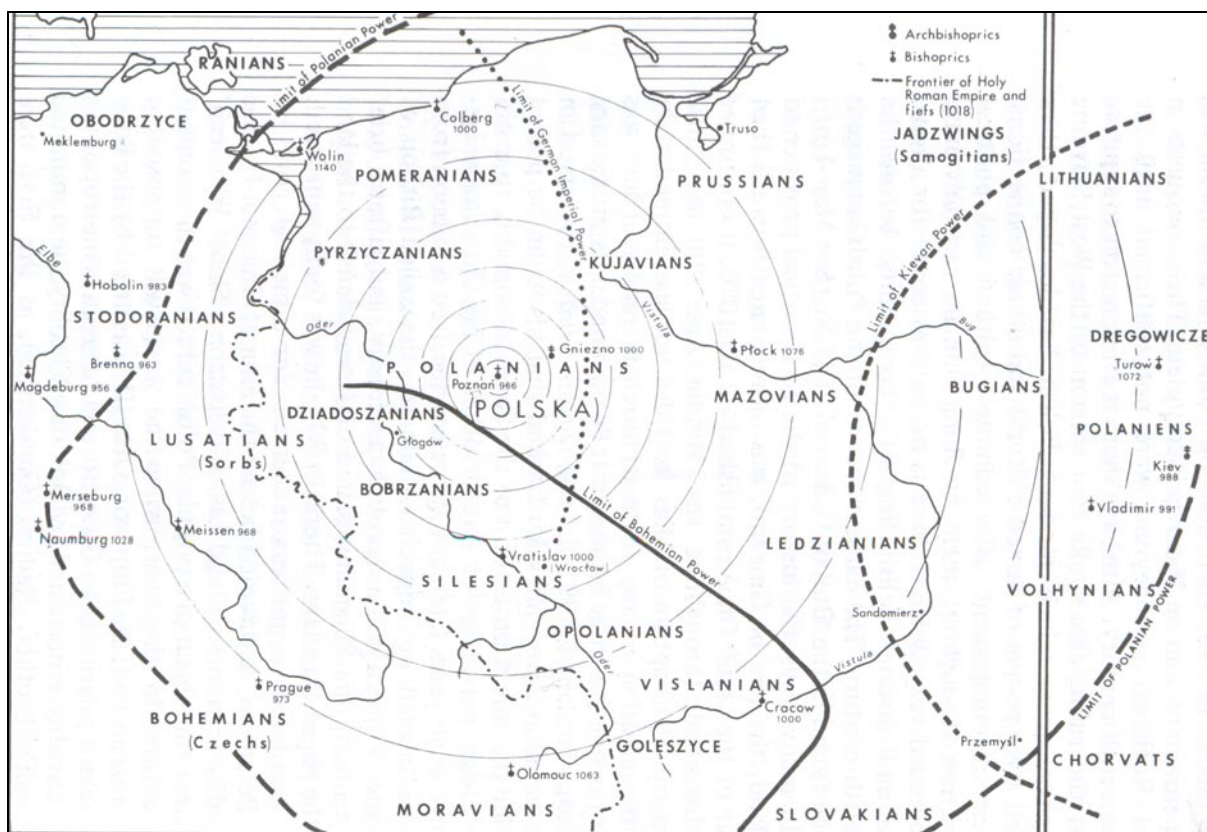 Archbishoprics
Bishoprics
Frontier of Holy
Roman Empire and
fiefs (1018)
RANIANS
Limit of Polanian Power
OBODRZYCE
Meklemburg
Wolin
1140
Colberg
1000
Limit of German Imperial Power
Truso
JADZWINGS
(Samogitians)
LITHUANIANS
POMERANIANS
PRUSSIANS
Limit of Kievan Power
Elbe
PYRZYCZANIANS
KUJAVIANS
Hobolin 983
STODORANIANS
Oder
Vistula
Bug
DREGOWICZE
Turow
1072
Brenna 963
Gniezno 1000
Płock 1076
Magdeburg 956
POLANIANS
Poznań 966
(POLSKA)
BUGIANS
MAZOVIANS
DZIADOSZANIANS
Głogów
POLANIENS
Kiev
988
LUSATIANS
(Sorbs)
BOBRZANIANS
Merseburg
968
Naumburg 1028
Meissen 968
Limit of Bohemian Power
Vladimir 991
LEDZIANIANS
Vratislav 1000
(Wrocław)
SILESIANS
VOLHYNIANS
LIMIT OF POLANIAN POWER
Sandomierz
OPOLANIANS
Oder
Vistula
VISLANIANS
Prague
973
Cracow
1000
BOHEMIANS
(Czechs)
GOLESZYCE
Przemyśl
CHORVATS
Olomouc 1063
MORAVIANS
SLOVAKIANS